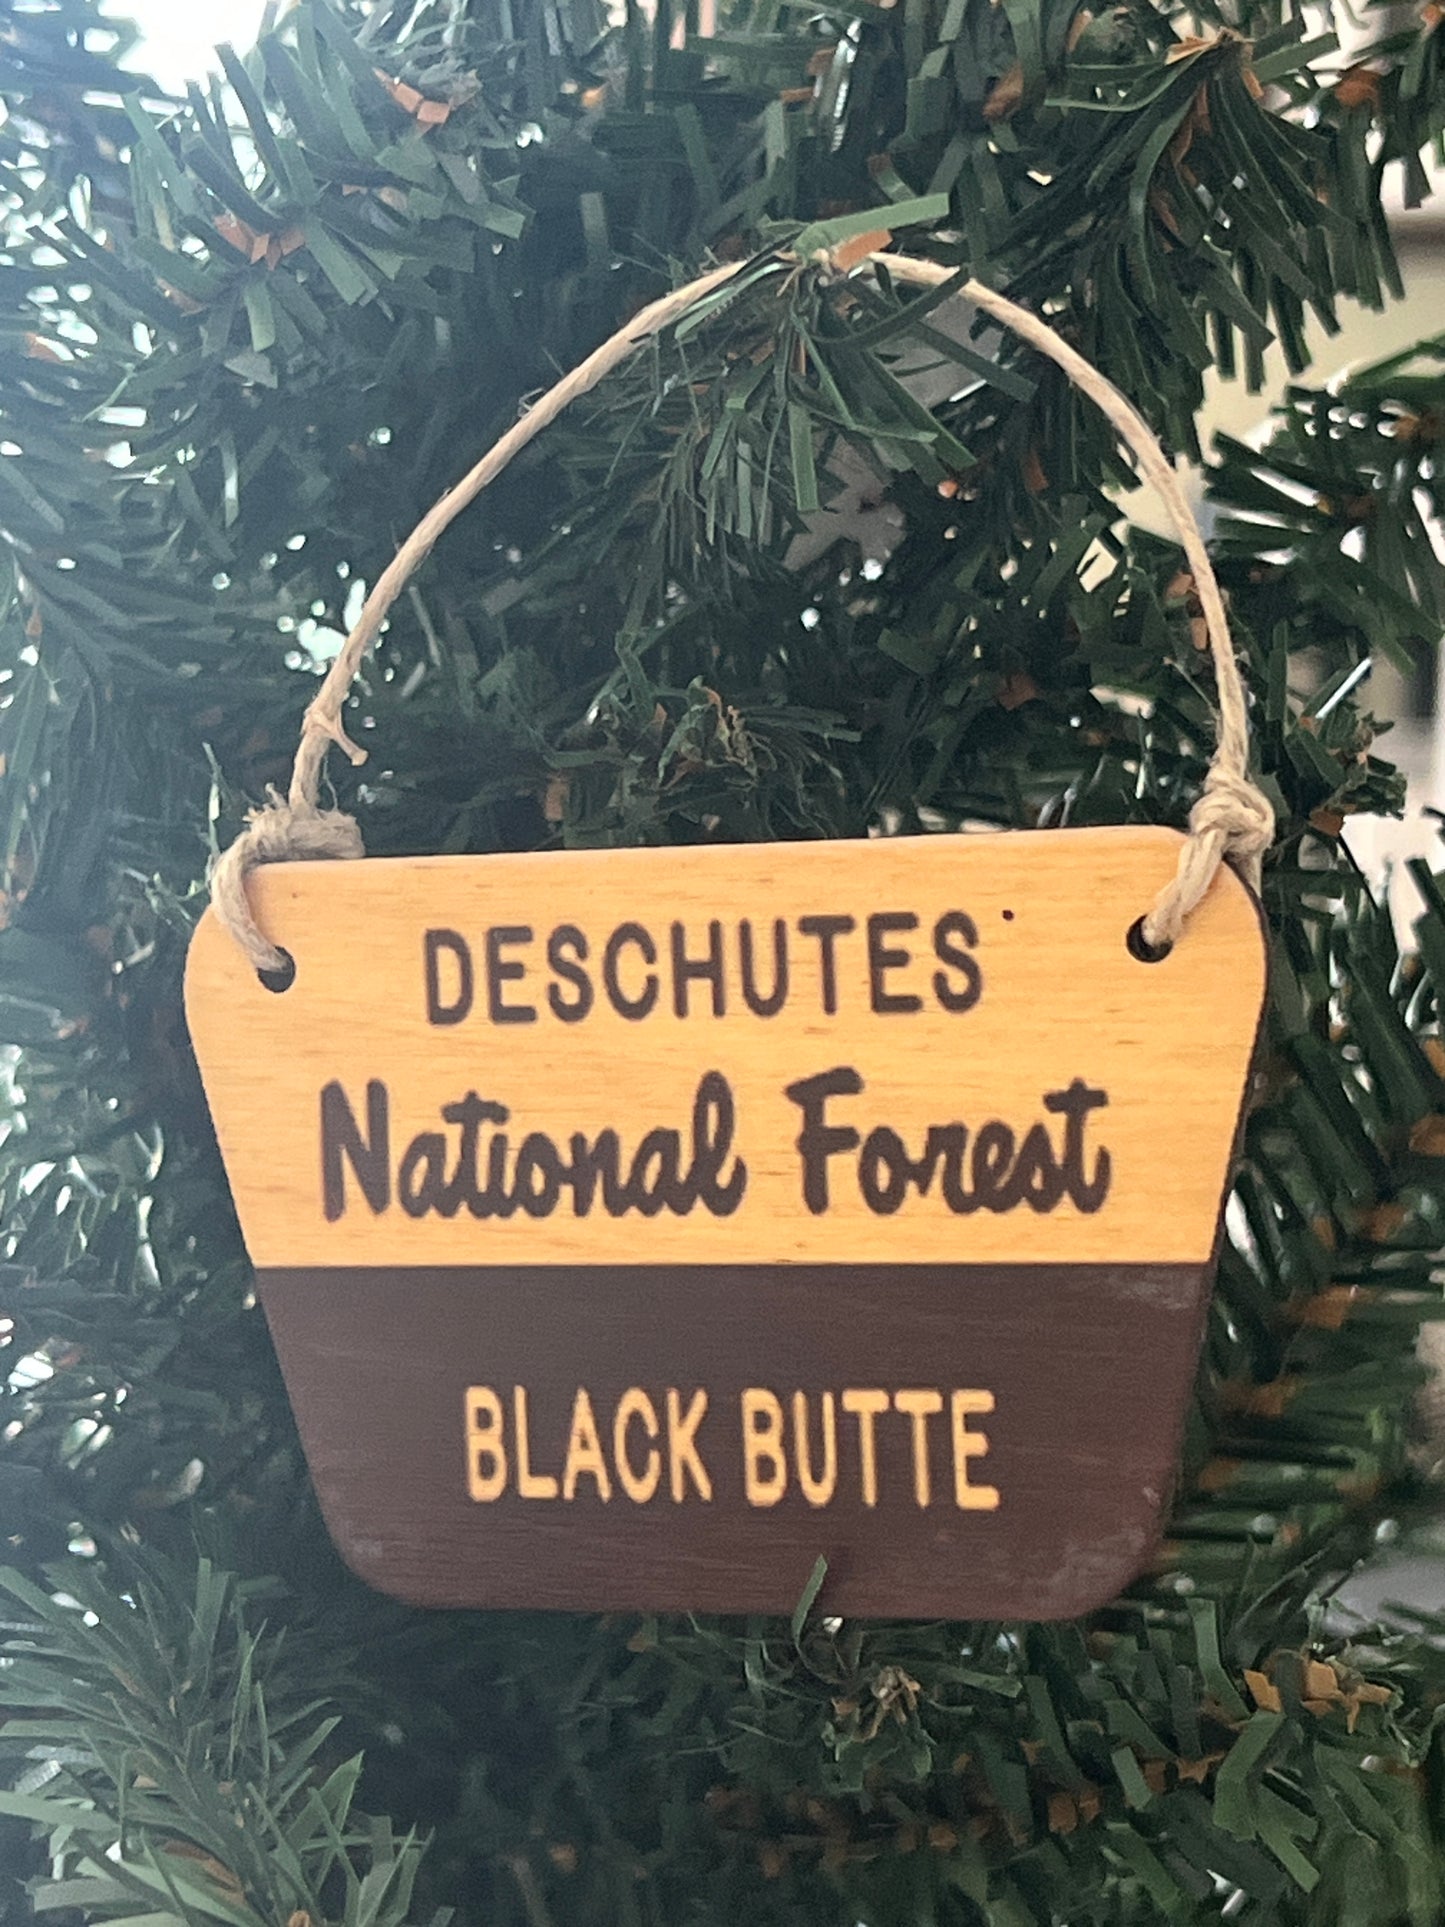 DESCHUTES
National Forest
BLACK BUTTE